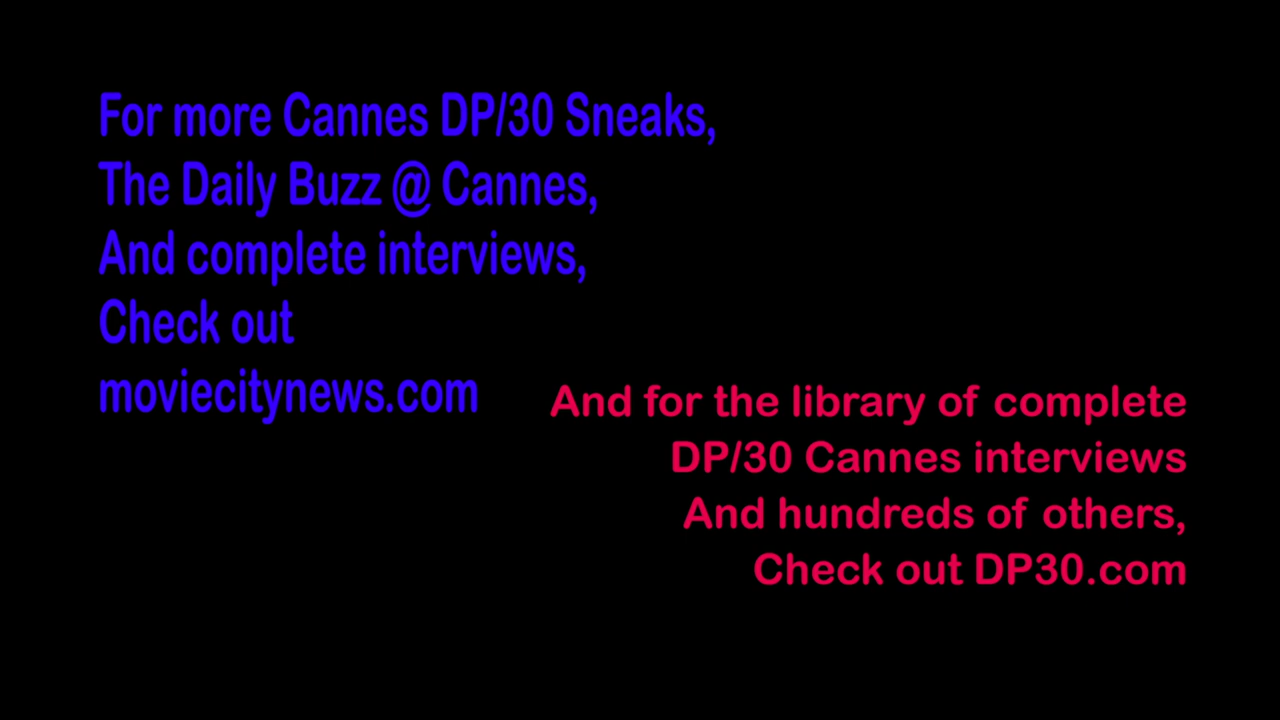 For more Cannes DP/30 Sneaks,
The Daily Buzz @ Cannes,
And complete interviews,
Check out
moviecitynews.com
And for the library of complete
DP/30 Cannes interviews
And hundreds of others,
Check out DP30.com